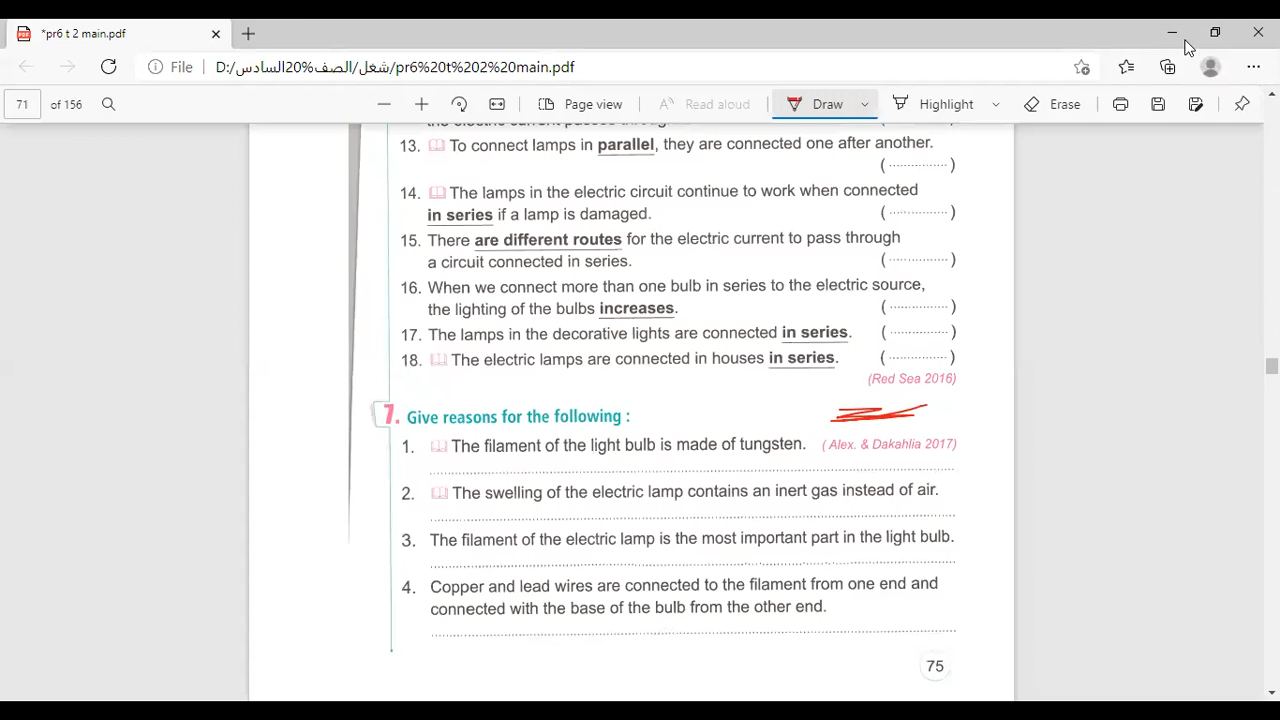 *pr6 t 2 main.pdf
File D:/شغل/الصف%20السادس/pr6%20t%202%20main.pdf
71 of 156 Page view Read aloud Draw Highlight Erase
13. To connect lamps in parallel, they are connected one after another.
(...............)
14. The lamps in the electric circuit continue to work when connected
in series if a lamp is damaged. (...............)
15. There are different routes for the electric current to pass through
a circuit connected in series. (...............)
16. When we connect more than one bulb in series to the electric source,
the lighting of the bulbs increases. (...............)
17. The lamps in the decorative lights are connected in series. (...............)
18. The electric lamps are connected in houses in series. (...............)
(Red Sea 2016)
7. Give reasons for the following :
1. The filament of the light bulb is made of tungsten. ( Alex. & Dakahlia 2017)
2. The swelling of the electric lamp contains an inert gas instead of air.
3. The filament of the electric lamp is the most important part in the light bulb.
4. Copper and lead wires are connected to the filament from one end and
connected with the base of the bulb from the other end.
75